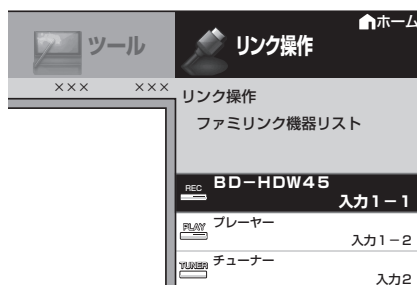 ホーム
ツール
リンク操作
××× ×××
リンク操作
ファミリンク機器リスト
REC BD-HDW45
入力1-1
PLAY プレーヤー
入力1-2
TUNER チューナー
入力2